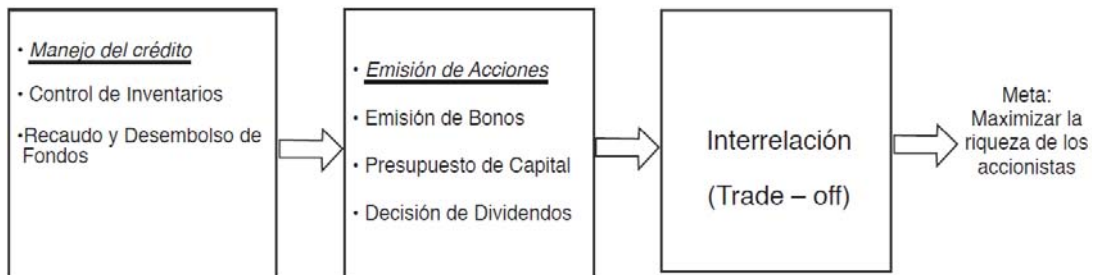 • Manejo del crédito
• Control de Inventarios
•Recaudo y Desembolso de
Fondos
• Emisión de Acciones
• Emisión de Bonos
• Presupuesto de Capital
• Decisión de Dividendos
Interrelación
(Trade – off)
Meta:
Maximizar la
riqueza de los
accionistas